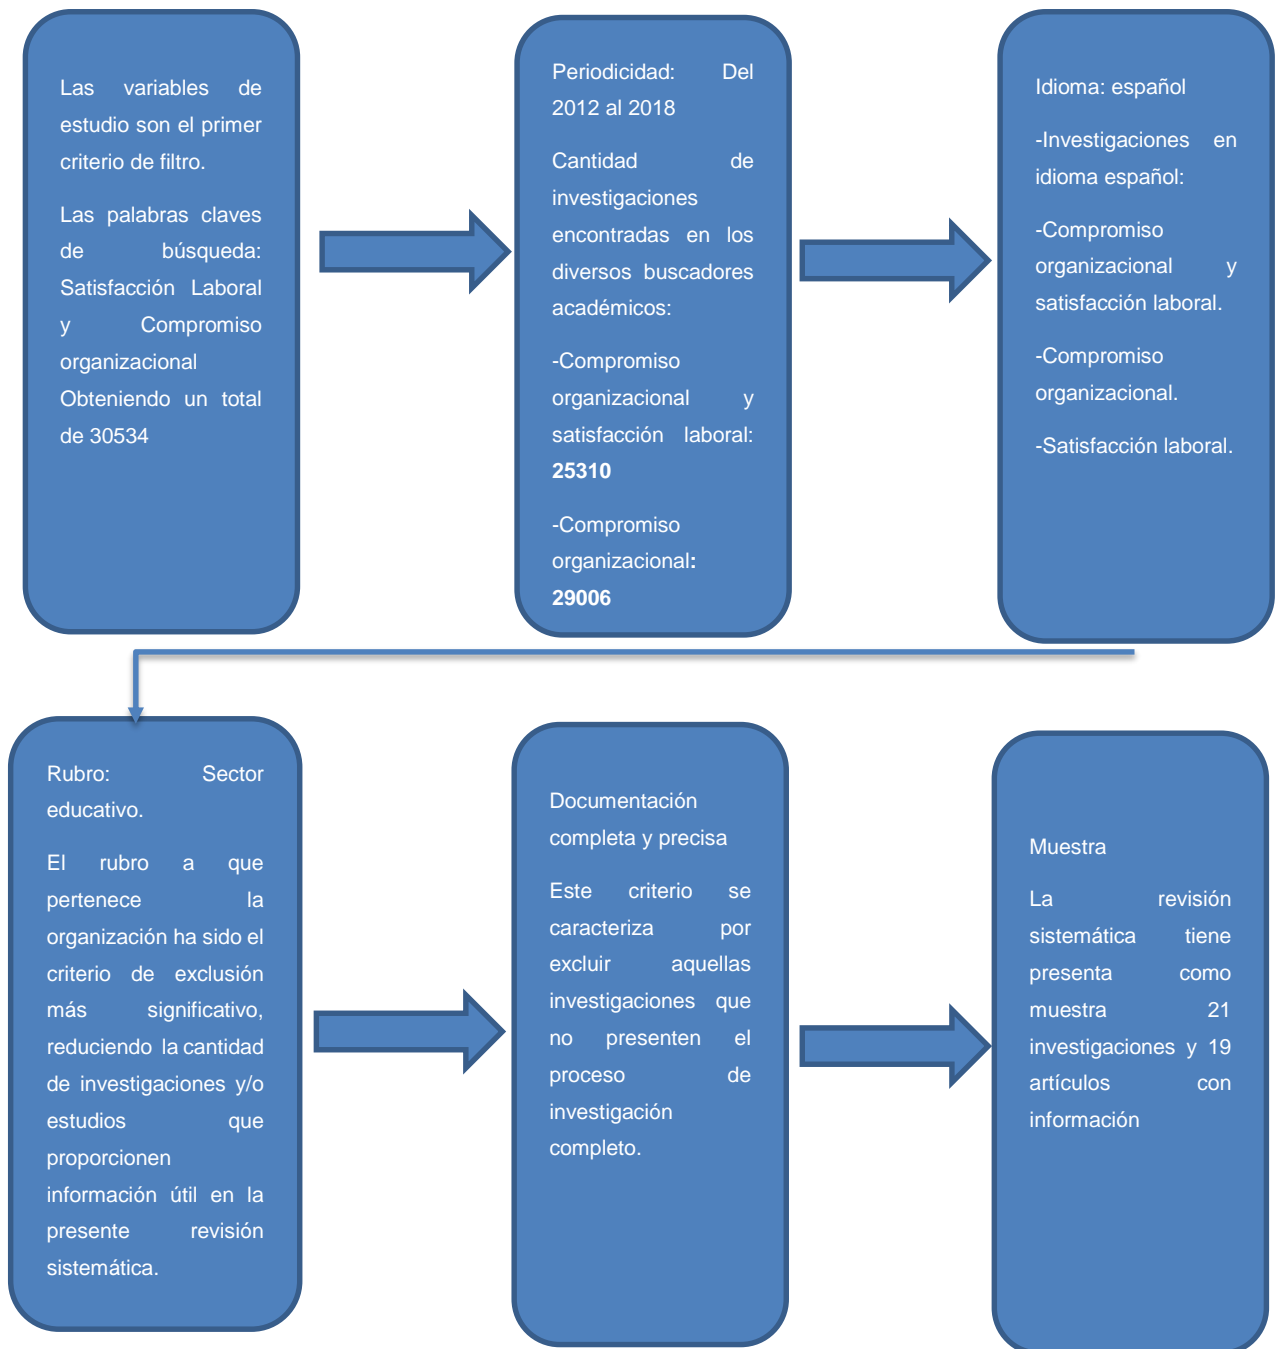 Las variables de
estudio son el primer
criterio de filtro.
Las palabras claves
de búsqueda:
Satisfacción Laboral
y Compromiso
organizacional
Obteniendo un total
de 30534
Periodicidad: Del
2012 al 2018
Cantidad de
investigaciones
encontradas en los
diversos buscadores
académicos:
-Compromiso
organizacional y
satisfacción laboral:
25310
-Compromiso
organizacional:
29006
Idioma: español
-Investigaciones en
idioma español:
-Compromiso
organizacional y
satisfacción laboral.
-Compromiso
organizacional.
-Satisfacción laboral.
Rubro: Sector
educativo.
El rubro a que
pertenece la
organización ha sido el
criterio de exclusión
más significativo,
reduciendo la cantidad
de investigaciones y/o
estudios que
proporcionen
información útil en la
presente revisión
sistemática.
Documentación
completa y precisa
Este criterio se
caracteriza por
excluir aquellas
investigaciones que
no presenten el
proceso de
investigación
completo.
Muestra
La revisión
sistemática tiene
presenta como
muestra 21
investigaciones y 19
artículos con
información